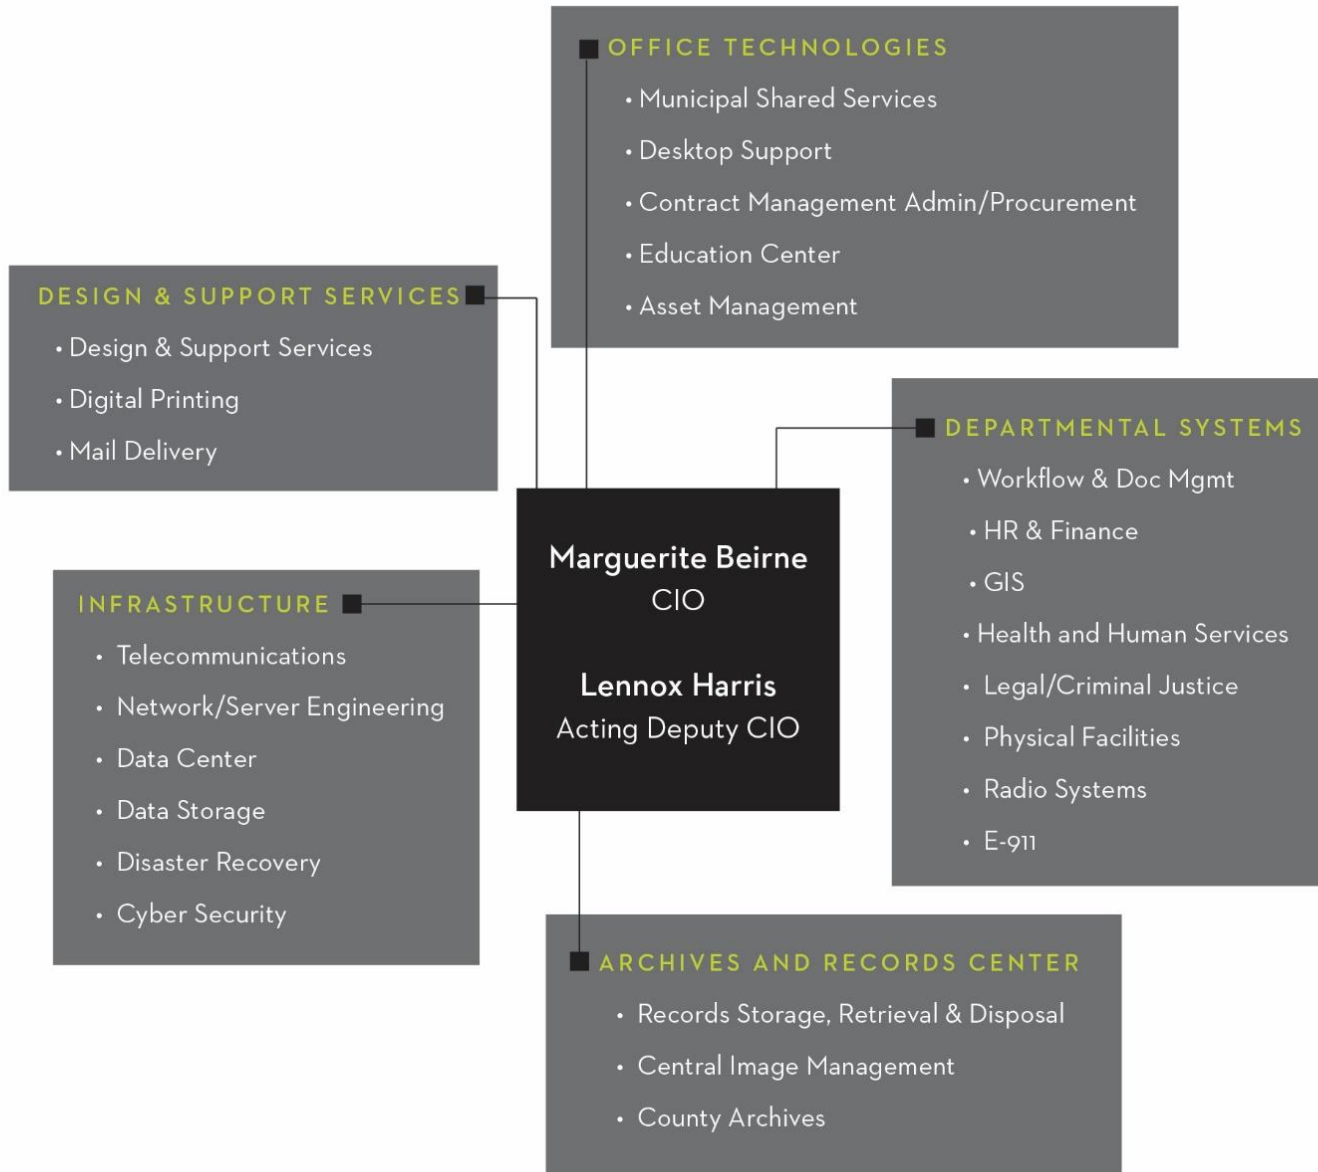 OFFICE TECHNOLOGIES
• Municipal Shared Services
• Desktop Support
• Contract Management Admin/Procurement
• Education Center
• Asset Management
DESIGN & SUPPORT SERVICES
• Design & Support Services
• Digital Printing
• Mail Delivery
DEPARTMENTAL SYSTEMS
• Workflow & Doc Mgmt
• HR & Finance
• GIS
• Health and Human Services
• Legal/Criminal Justice
• Physical Facilities
• Radio Systems
• E-911
Marguerite Beirne
CIO
Lennox Harris
Acting Deputy CIO
INFRASTRUCTURE
• Telecommunications
• Network/Server Engineering
• Data Center
• Data Storage
• Disaster Recovery
• Cyber Security
ARCHIVES AND RECORDS CENTER
• Records Storage, Retrieval & Disposal
• Central Image Management
• County Archives